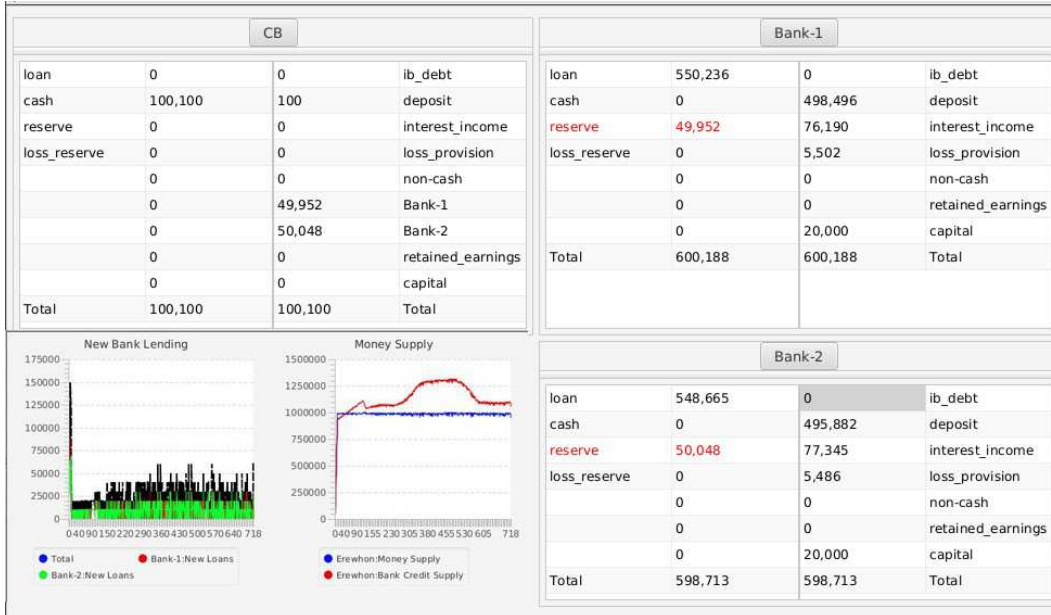 CB
loan 0 0 ib_debt
cash 100,100 100 deposit
reserve 0 0 interest_income
loss_reserve 0 0 loss_provision
0 0 non-cash
0 49,952 Bank-1
0 50,048 Bank-2
0 0 retained_earnings
0 0 capital
Total 100,100 100,100 Total
Bank-1
loan 550,236 0 ib_debt
cash 0 498,496 deposit
reserve 49,952 76,190 interest_income
loss_reserve 0 5,502 loss_provision
0 0 non-cash
0 0 retained_earnings
0 20,000 capital
Total 600,188 600,188 Total
New Bank Lending
175000
150000
125000
100000
75000
50000
25000
0
04090150220290360430500570640 718
Total Bank-1:New Loans
Bank-2:New Loans
Money Supply
1500000
1250000
1000000
750000
500000
250000
0
04090155 230305 380 455530 605 718
Erewhon:Money Supply
Erewhon:Bank Credit Supply
Bank-2
loan 548,665 0 ib_debt
cash 0 495,882 deposit
reserve 50,048 77,345 interest_income
loss_reserve 0 5,486 loss_provision
0 0 non-cash
0 0 retained_earnings
0 20,000 capital
Total 598,713 598,713 Total